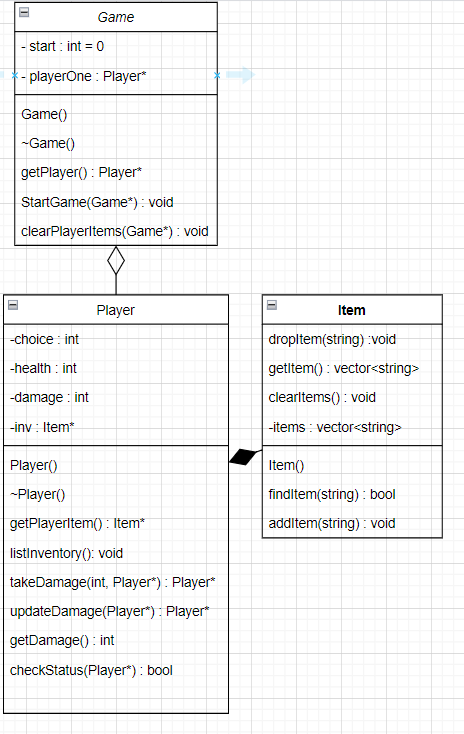 Game
- start : int = 0
- playerOne : Player*
Game()
~Game()
getPlayer() : Player*
StartGame(Game*) : void
clearPlayerItems(Game*) : void
Player
-choice : int
-health : int
-damage : int
-inv : Item*
Player()
~Player()
getPlayerItem() : Item*
listInventory(): void
takeDamage(int, Player*) : Player*
updateDamage(Player*) : Player*
getDamage() : int
checkStatus(Player*) : bool
Item
dropItem(string) :void
getItem() : vector<string>
clearItems() : void
-items : vector<string>
Item()
findItem(string) : bool
addItem(string) : void